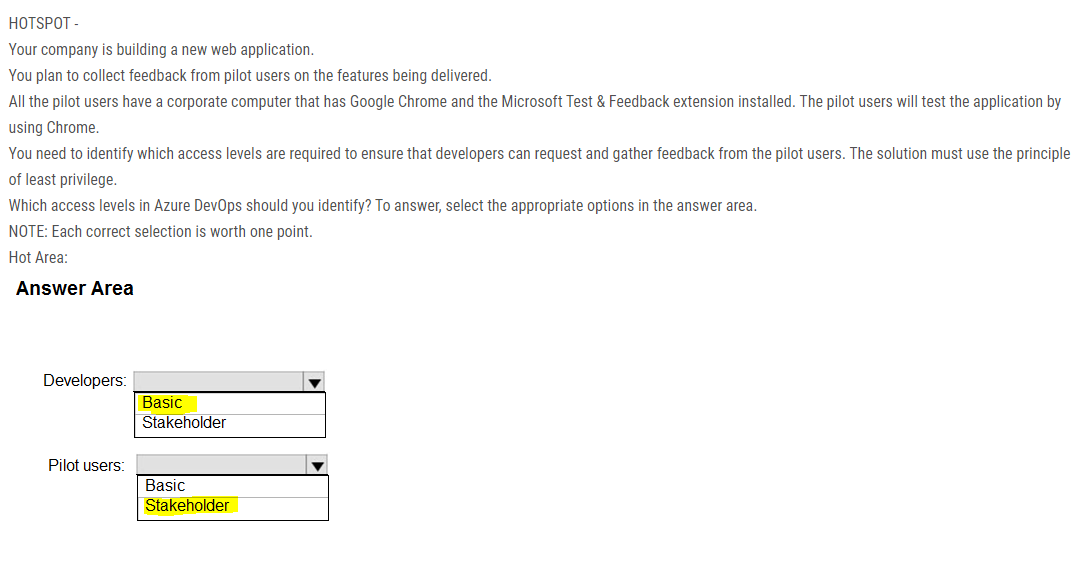 HOTSPOT -
Your company is building a new web application.
You plan to collect feedback from pilot users on the features being delivered.
All the pilot users have a corporate computer that has Google Chrome and the Microsoft Test & Feedback extension installed. The pilot users will test the application by
using Chrome.
You need to identify which access levels are required to ensure that developers can request and gather feedback from the pilot users. The solution must use the principle
of least privilege.
Which access levels in Azure DevOps should you identify? To answer, select the appropriate options in the answer area.
NOTE: Each correct selection is worth one point.
Hot Area:
Answer Area
Developers:
Basic
Stakeholder
Pilot users:
Basic
Stakeholder